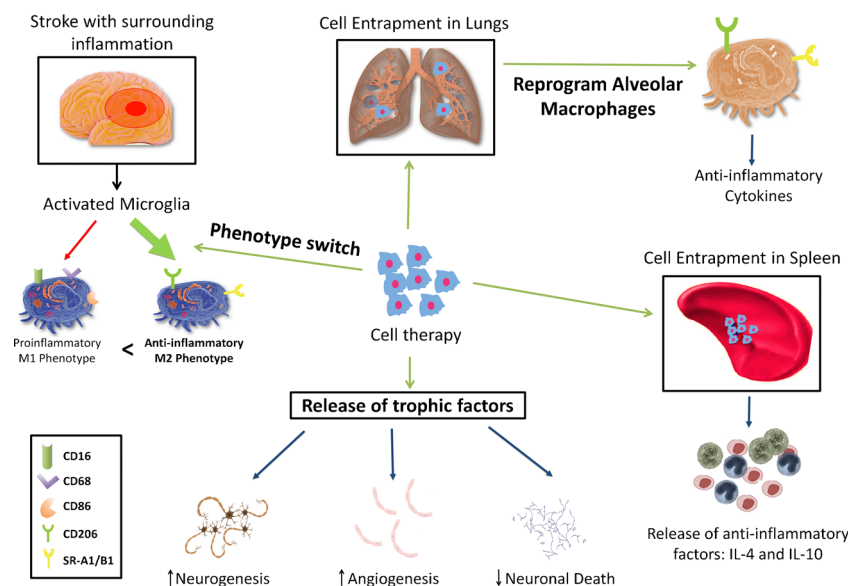 Stroke with surrounding
inflammation
Cell Entrapment in Lungs
Reprogram Alveolar
Macrophages
Anti-inflammatory
Cytokines
Activated Microglia
Phenotype switch
Proinflammatory
M1 Phenotype
<
Anti-inflammatory
M2 Phenotype
Cell therapy
Cell Entrapment in Spleen
Release of trophic factors
CD16
CD68
CD86
CD206
SR-A1/B1
↑Neurogenesis
↑Angiogenesis
↓Neuronal Death
Release of anti-inflammatory
factors: IL-4 and IL-10